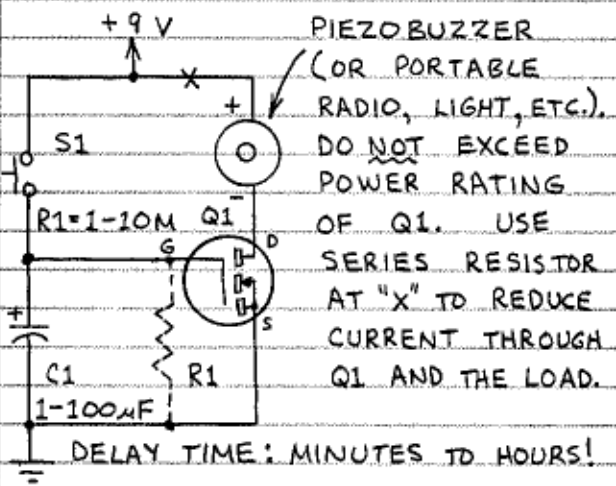 +9 V
PIEZOBUZZER
(OR PORTABLE
RADIO, LIGHT, ETC.).
DO NOT EXCEED
POWER RATING
OF Q1. USE
SERIES RESISTOR
AT "X" TO REDUCE
CURRENT THROUGH
Q1 AND THE LOAD.
X
+
S1
-
R1=1-10M
Q1
G
D
S
+
C1
1-100µF
R1
DELAY TIME: MINUTES TO HOURS!